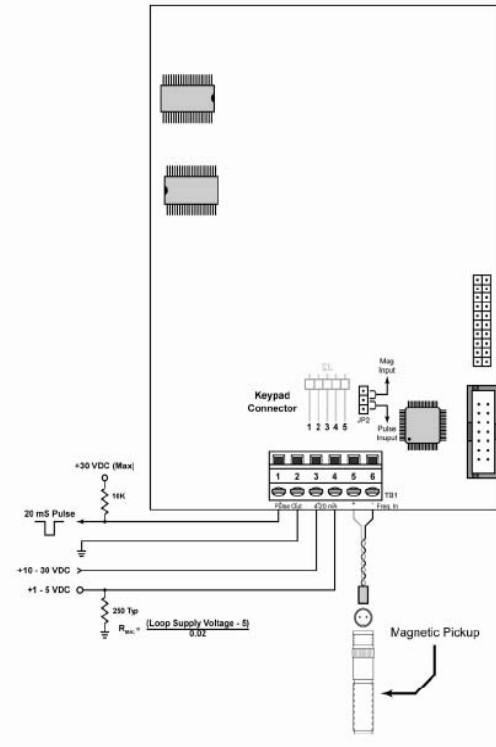 Mag
Input
J2
Keypad
Connector
1 2 3 4 5
JP2
Pulse
Inuput
+30 VDC (Max)
10K
1 2 3 4 5 6
TB1
20 mS Pulse
Pulse Out 4-20 mA + - Freq. In
+10 - 30 VDC
+1 - 5 VDC
250 Typ
(Loop Supply Voltage - 5)
0.02
Magnetic Pickup